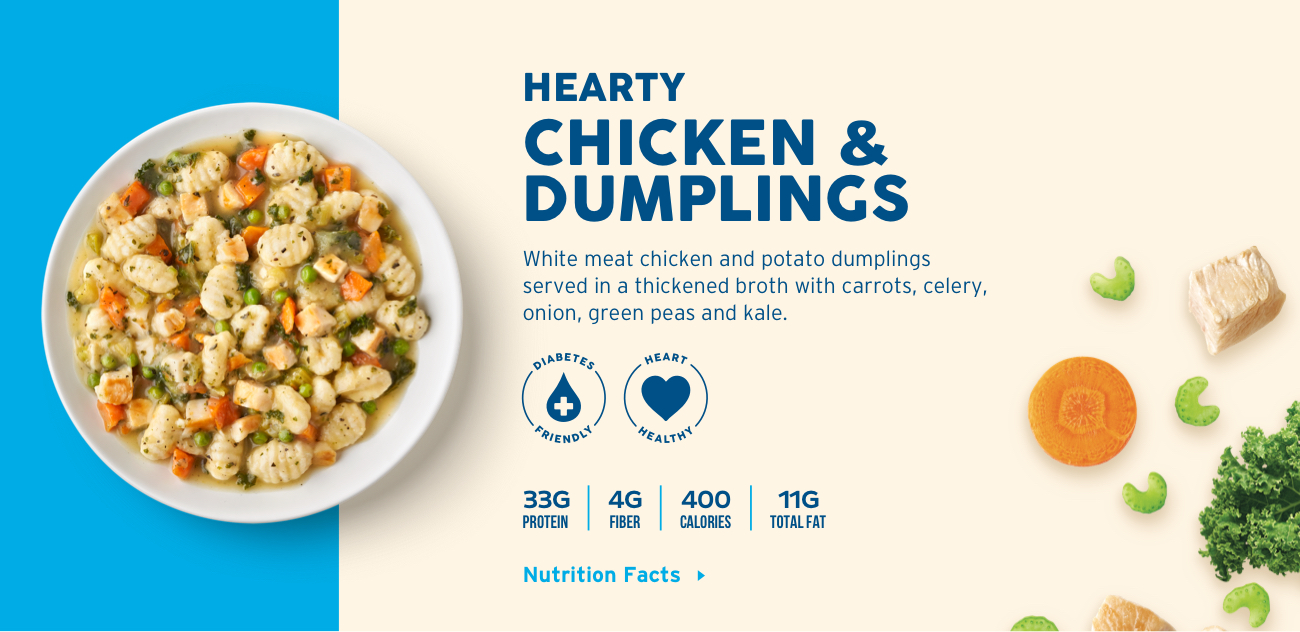 HEARTY
CHICKEN &
DUMPLINGS
White meat chicken and potato dumplings
served in a thickened broth with carrots, celery,
onion, green peas and kale.
DIABETES
FRIENDLY
HEART
HEALTHY
33G
PROTEIN
4G
FIBER
400
CALORIES
11G
TOTAL FAT
Nutrition Facts